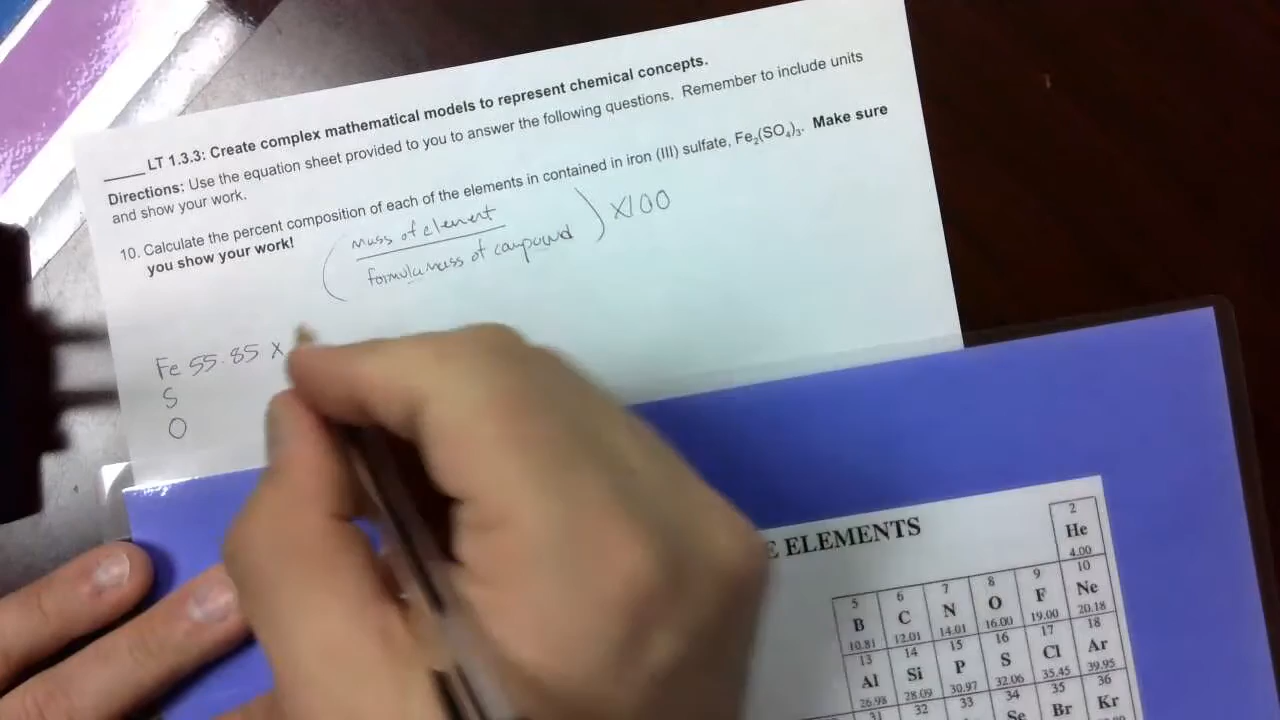 ____ LT 1.3.3: Create complex mathematical models to represent chemical concepts.
Directions: Use the equation sheet provided to you to answer the following questions. Remember to include units
and show your work.
10. Calculate the percent composition of each of the elements in contained in iron (III) sulfate, Fe₂(SO₄)₃. Make sure
you show your work!
( mass of element
formula mass of compound ) x100
Fe 55.85 x
S
O
E ELEMENTS
2
He
4.00
5 6 7 8 9 10
B C N O F Ne
10.81 12.01 14.01 16.00 19.00 20.18
13 14 15 16 17 18
Al Si P S Cl Ar
26.98 28.09 30.97 32.06 35.45 39.95
31 32 33 34 35 36
Se Br Kr